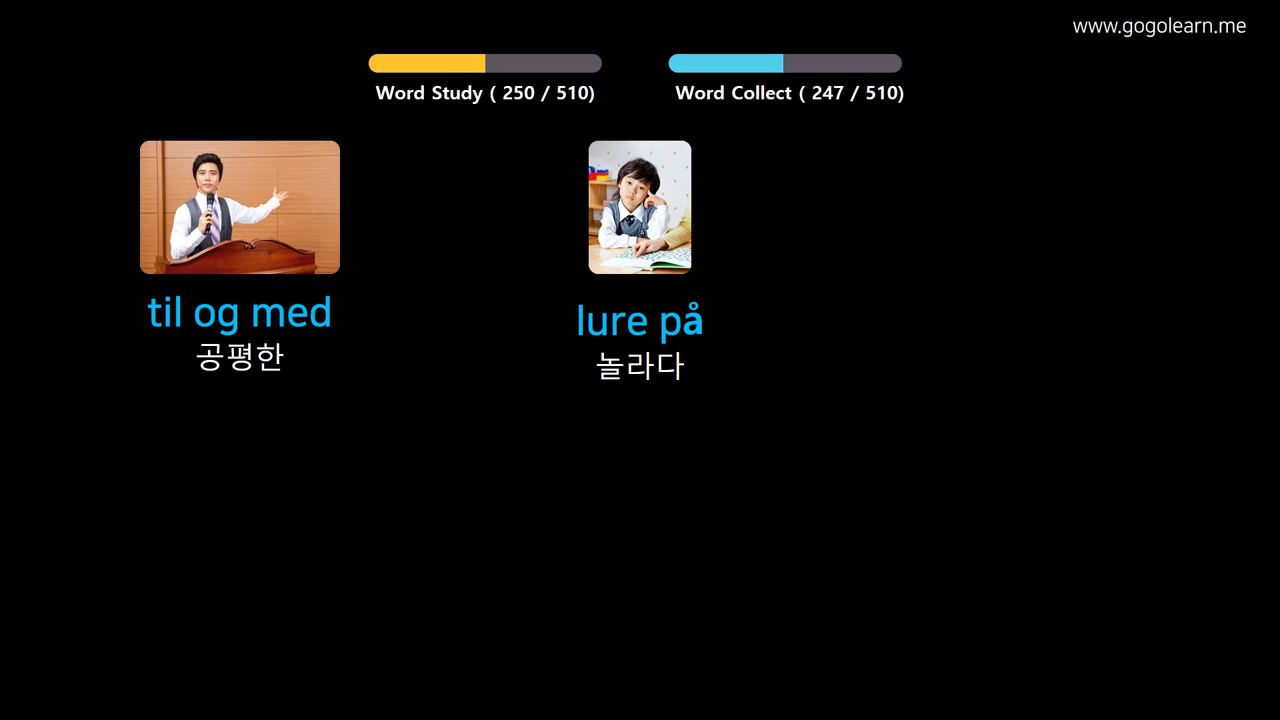 www.gogolearn.me
Word Study ( 250 / 510)
Word Collect ( 247 / 510)
til og med
공평한
lure på
놀라다